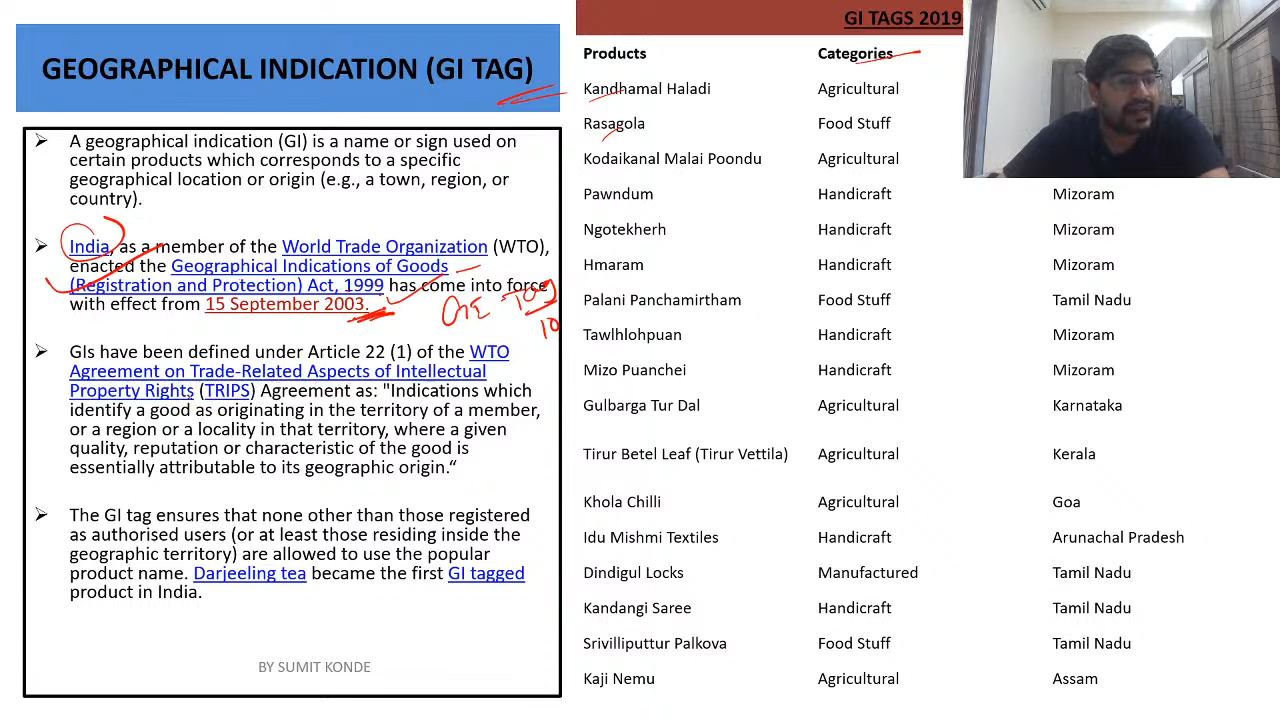 GEOGRAPHICAL INDICATION (GI TAG)
A geographical indication (GI) is a name or sign used on
certain products which corresponds to a specific
geographical location or origin (e.g., a town, region, or
country).
India, as a member of the World Trade Organization (WTO),
enacted the Geographical Indications of Goods
(Registration and Protection) Act, 1999 has come into force
with effect from 15 September 2003.
GIs have been defined under Article 22 (1) of the WTO
Agreement on Trade-Related Aspects of Intellectual
Property Rights (TRIPS) Agreement as: "Indications which
identify a good as originating in the territory of a member,
or a region or a locality in that territory, where a given
quality, reputation or characteristic of the good is
essentially attributable to its geographic origin.“
The GI tag ensures that none other than those registered
as authorised users (or at least those residing inside the
geographic territory) are allowed to use the popular
product name. Darjeeling tea became the first GI tagged
product in India.
BY SUMIT KONDE
Tag
10
GI TAGS 2019
Products Categories
Kandhamal Haladi Agricultural
Rasagola Food Stuff
Kodaikanal Malai Poondu Agricultural
Pawndum Handicraft Mizoram
Ngotekherh Handicraft Mizoram
Hmaram Handicraft Mizoram
Palani Panchamirtham Food Stuff Tamil Nadu
Tawlhlohpuan Handicraft Mizoram
Mizo Puanchei Handicraft Mizoram
Gulbarga Tur Dal Agricultural Karnataka
Tirur Betel Leaf (Tirur Vettila) Agricultural Kerala
Khola Chilli Agricultural Goa
Idu Mishmi Textiles Handicraft Arunachal Pradesh
Dindigul Locks Manufactured Tamil Nadu
Kandangi Saree Handicraft Tamil Nadu
Srivilliputtur Palkova Food Stuff Tamil Nadu
Kaji Nemu Agricultural Assam